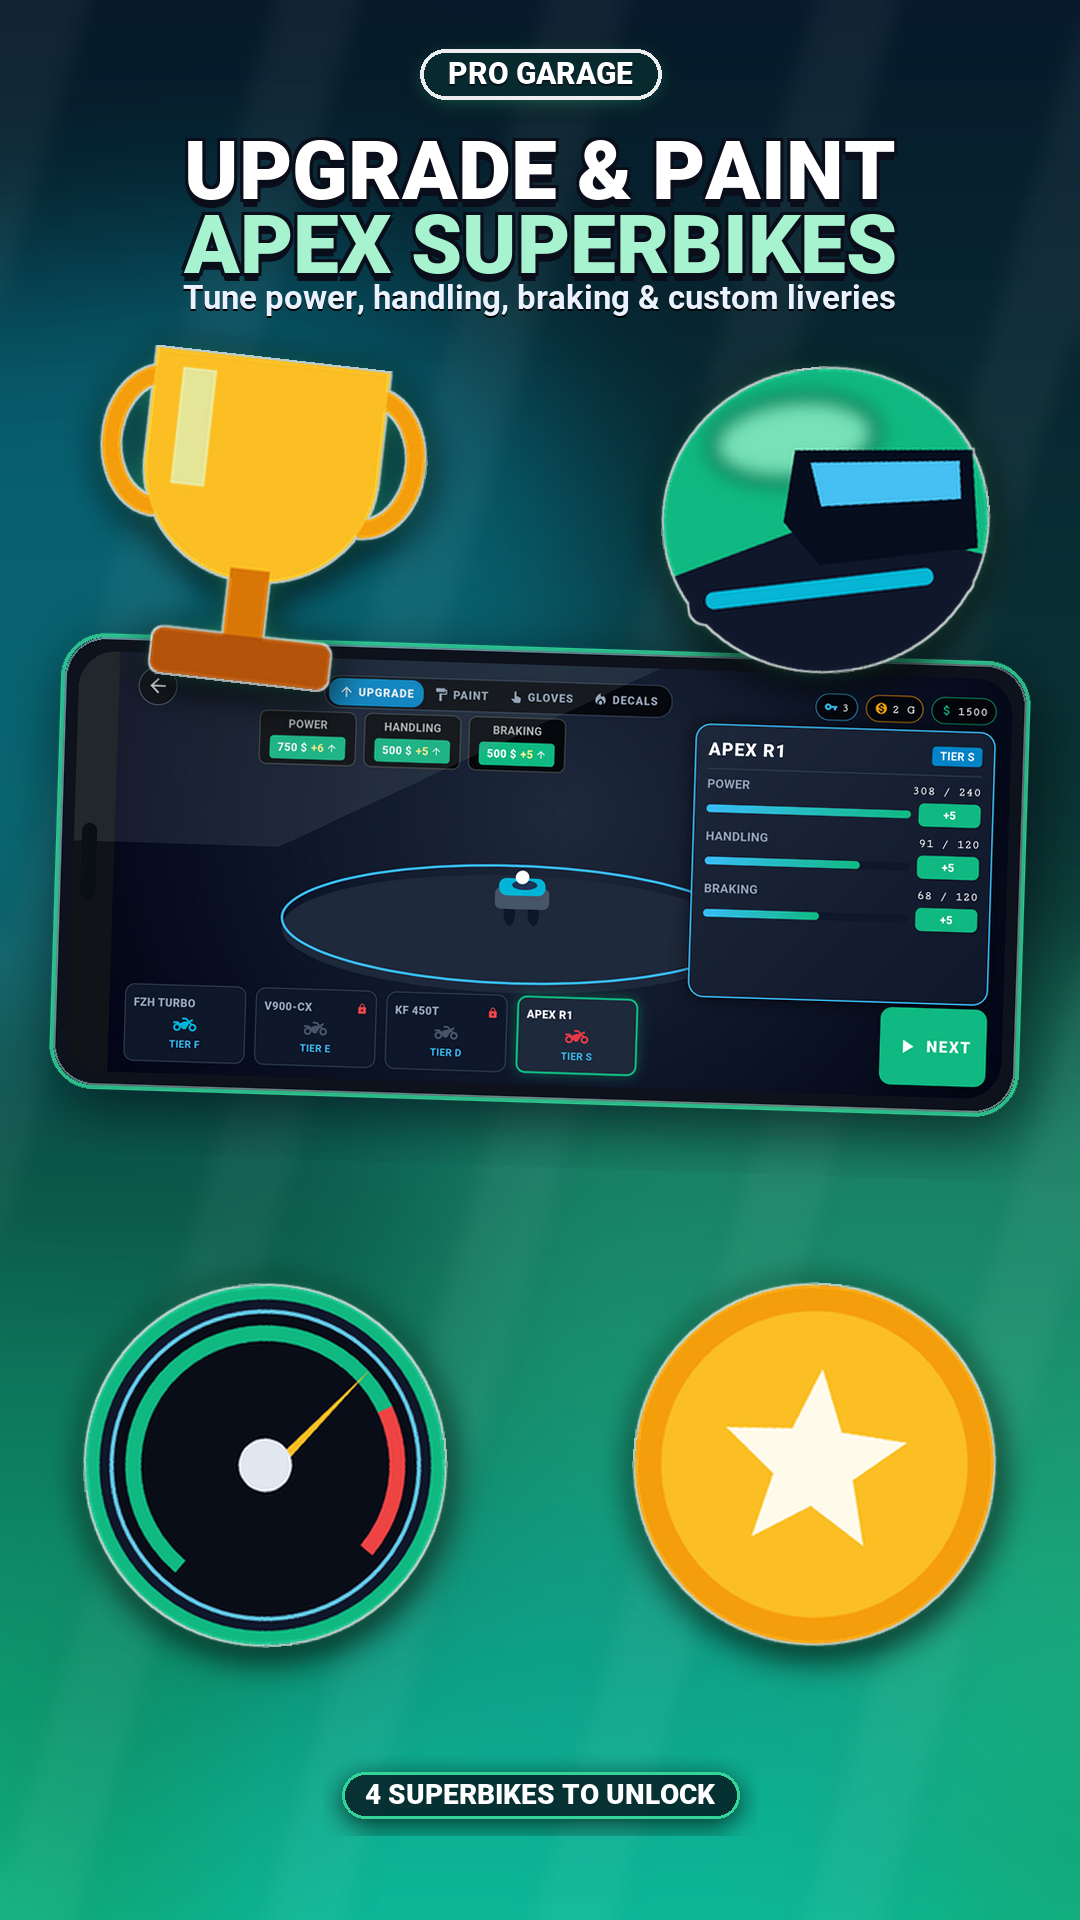 PRO GARAGE
UPGRADE & PAINT
APEX SUPERBIKES
Tune power, handling, braking & custom liveries
UPGRADE PAINT GLOVES DECALS
3 2 G $ 1500
POWER HANDLING BRAKING
750 $ +6 ↑ 500 $ +5 ↑ 500 $ +5 ↑
APEX R1 TIER S
POWER 308 / 240
+5
HANDLING 91 / 120
+5
BRAKING 68 / 120
+5
FZH TURBO V900-CX KF 450T APEX R1
TIER F TIER E TIER D TIER S
NEXT
4 SUPERBIKES TO UNLOCK